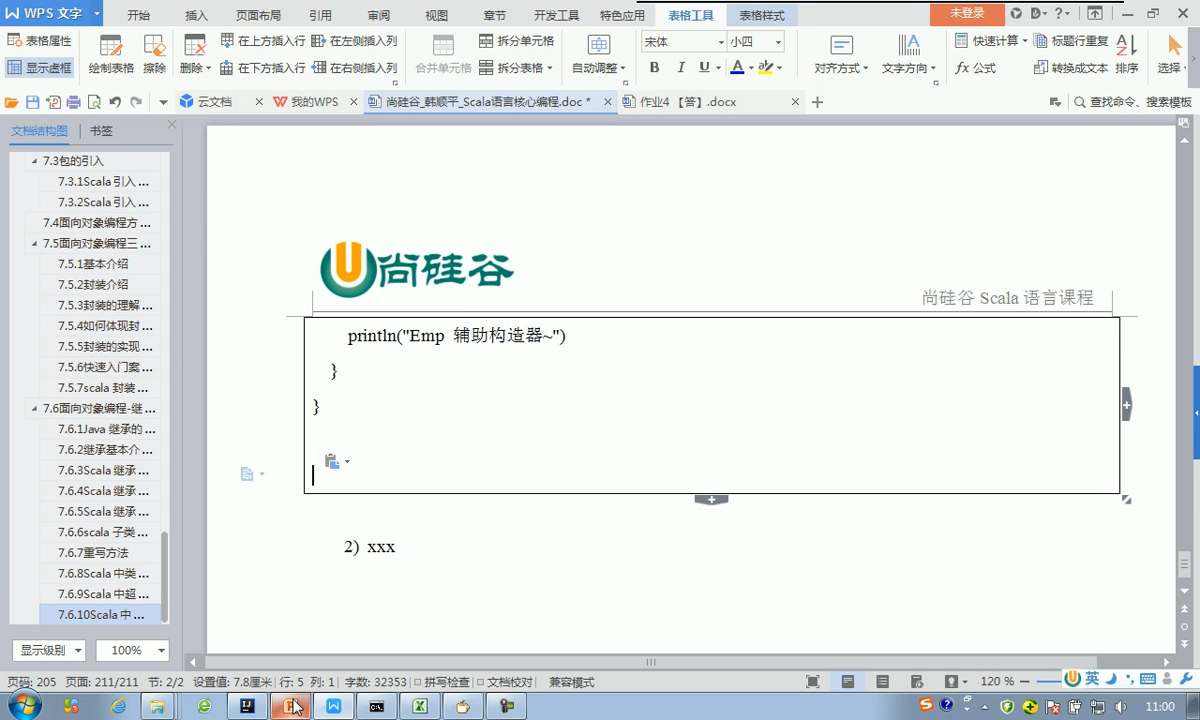 WPS 文字
开始 插入 页面布局 引用 审阅 视图 章节 开发工具 特色应用 表格工具 表格样式 未登录
表格属性 绘制表格 擦除 删除 在上方插入行 在左侧插入列 合并单元格 拆分单元格 自动调整 宋体 小四 对齐方式 文字方向 快速计算 标题行重复 排序 选择
显示虚框 在下方插入行 在右侧插入列 拆分表格 B I U A fx 公式 转换成文本
云文档 我的WPS 尚硅谷_韩顺平_Scala语言核心编程.doc * 作业4 【答】.docx 查找命令、搜索模板
文档结构图 书签
7.3包的引入
7.3.1Scala 引入 ...
7.3.2Scala 引入 ...
7.4面向对象编程方 ...
7.5面向对象编程三 ...
7.5.1基本介绍
7.5.2封装介绍
7.5.3封装的理解 ...
7.5.4如何体现封 ...
7.5.5封装的实现 ...
7.5.6快速入门案 ...
7.5.7scala 封装 ...
7.6面向对象编程-继 ...
7.6.1Java 继承的 ...
7.6.2继承基本介 ...
7.6.3Scala 继承 ...
7.6.4Scala 继承 ...
7.6.5Scala 继承 ...
7.6.6scala 子类 ...
7.6.7重写方法
7.6.8Scala 中类 ...
7.6.9Scala 中超 ...
7.6.10Scala 中 ...
显示级别 100%
尚硅谷
尚硅谷 Scala 语言课程
println("Emp 辅助构造器~")
}
}
2) xxx
页码: 205 页面: 211/211 节: 2/2 设置值: 7.8厘米 行: 5 列: 1 字数: 32353 拼写检查 文档校对 兼容模式 120 % 英
11:00